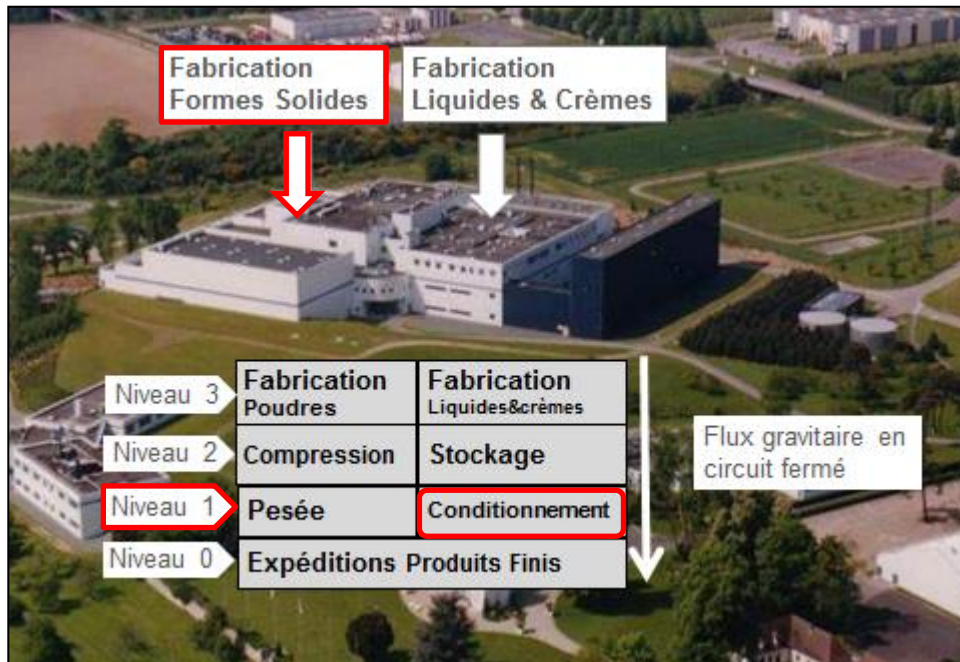 Fabrication
Formes Solides
Fabrication
Liquides & Crèmes
Niveau 3
Fabrication
Poudres
Fabrication
Liquides&crèmes
Niveau 2
Compression
Stockage
Niveau 1
Pesée
Conditionnement
Niveau 0
Expéditions Produits Finis
Flux gravitaire en
circuit fermé